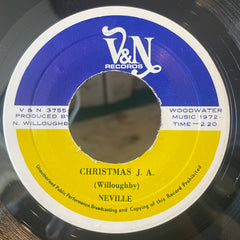 V&N
RECORDS
V & N 3755
PRODUCED BY
N. WILLOUGHBY
WOODWATER
MUSIC 1972-
TIME-2.20
CHRISTMAS J. A.
(Willoughby)
NEVILLE
Unauthorised Public Performance, Broadcasting and Copying of this Record Prohibited